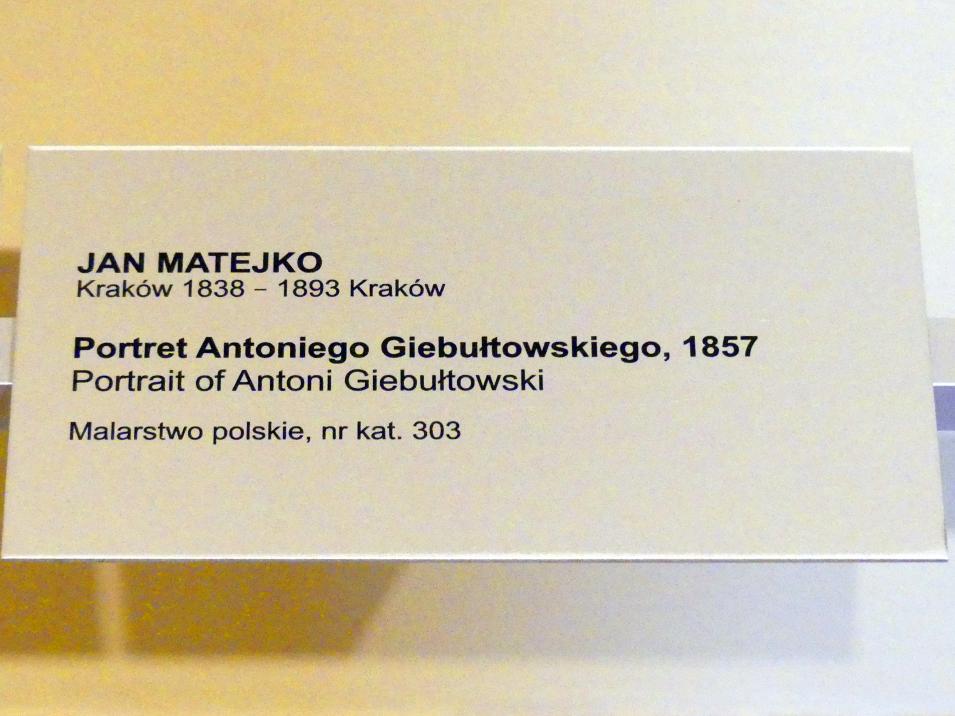 JAN MATEJKO
Kraków 1838 – 1893 Kraków
Portret Antoniego Giebułtowskiego, 1857
Portrait of Antoni Giebułtowski
Malarstwo polskie, nr kat. 303